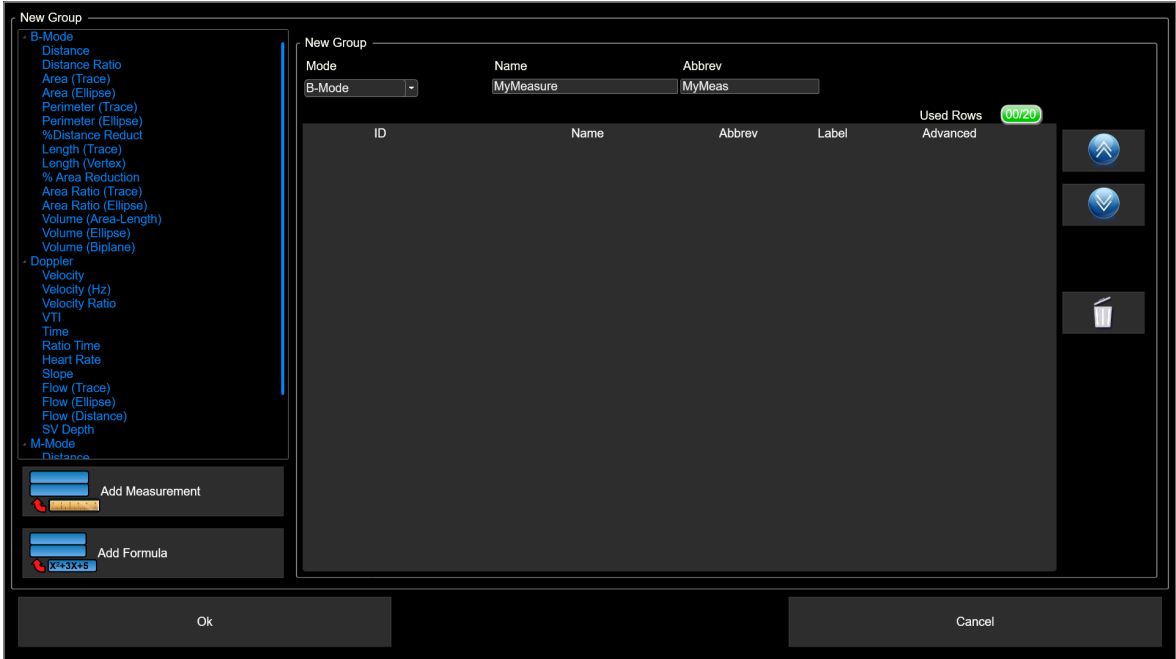 New Group
B-Mode
Distance
Distance Ratio
Area (Trace)
Area (Ellipse)
Perimeter (Trace)
Perimeter (Ellipse)
%Distance Reduct
Length (Trace)
Length (Vertex)
% Area Reduction
Area Ratio (Trace)
Area Ratio (Ellipse)
Volume (Area-Length)
Volume (Ellipse)
Volume (Biplane)
Doppler
Velocity
Velocity (Hz)
Velocity Ratio
VTI
Time
Ratio Time
Heart Rate
Slope
Flow (Trace)
Flow (Ellipse)
Flow (Distance)
SV Depth
M-Mode
Distance
Add Measurement
X²+3X+5
Add Formula
New Group
Mode Name Abbrev
B-Mode MyMeasure MyMeas
Used Rows 00/20
ID Name Abbrev Label Advanced
Ok Cancel